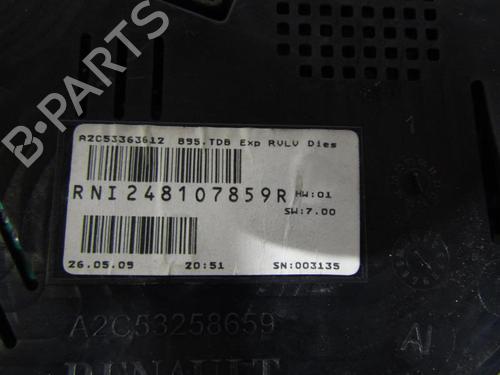 A2C53363612 895.TDB Exp RVLV Dies
RNI248107859R HW:01
SW:7.00
26.05.09 20:51 SN:003135
A2C53258659
RENAULT